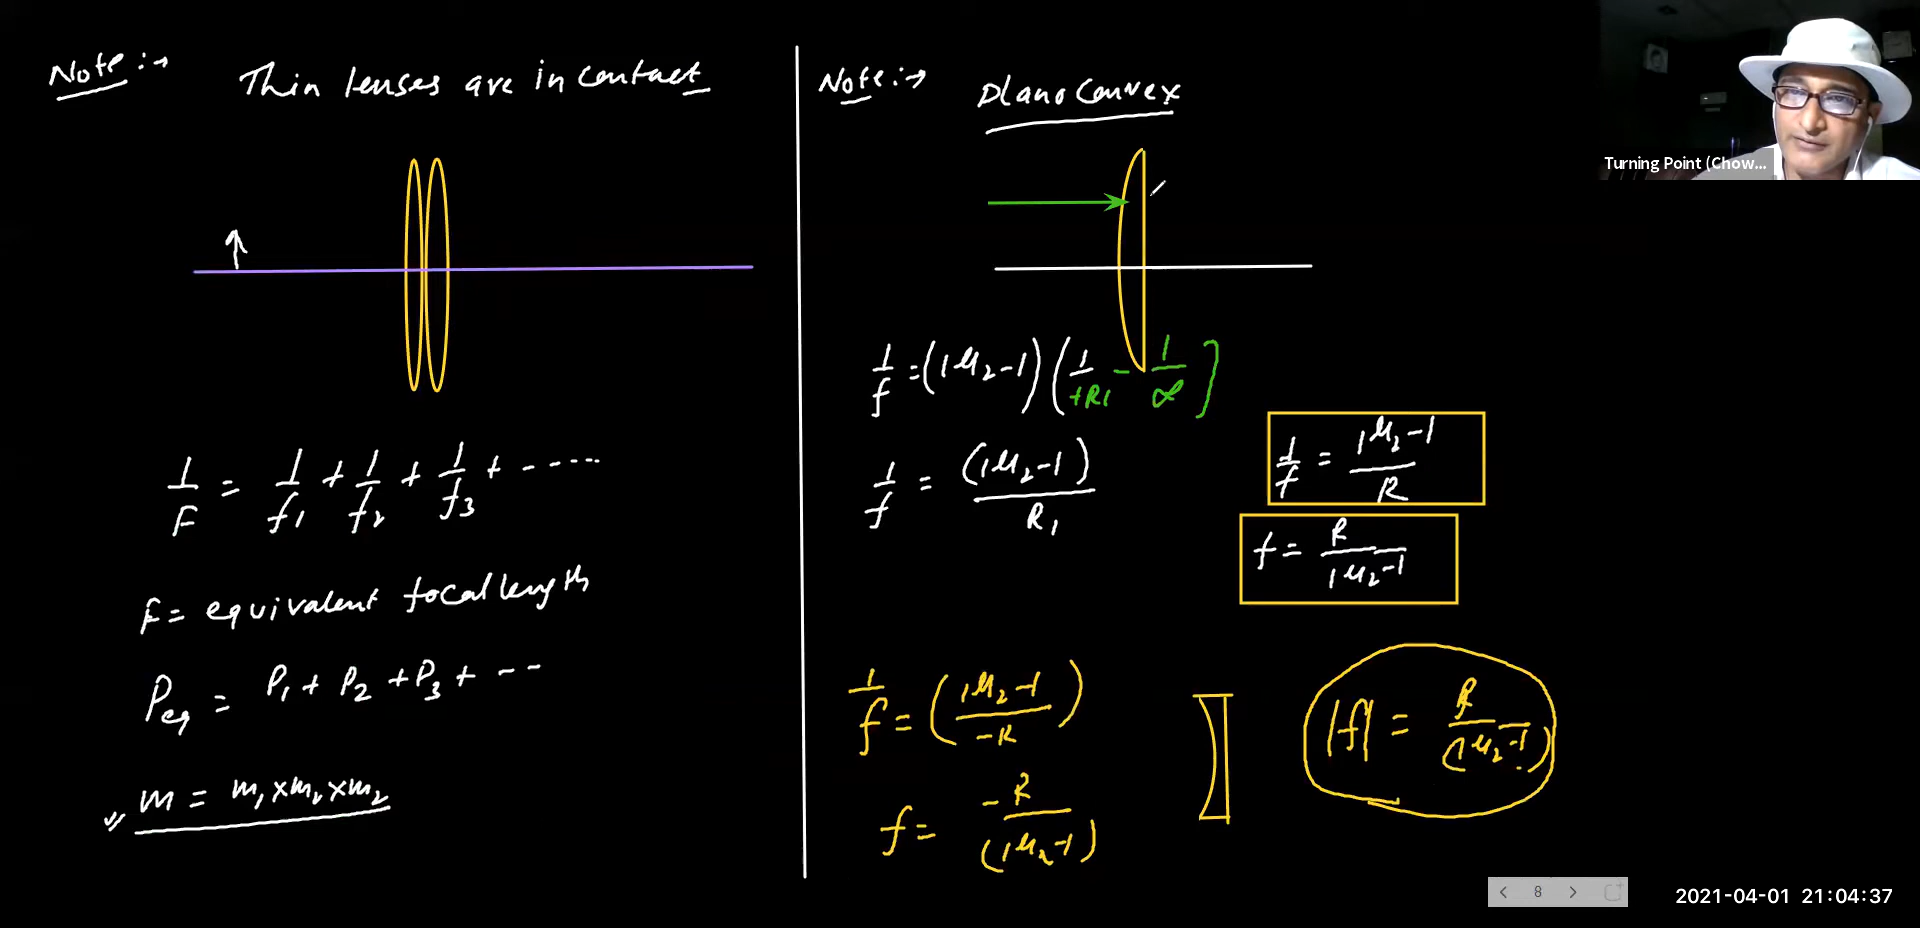 Note:→
Thin lenses are in contact
1/F = 1/f1 + 1/f2 + 1/f3 + -----
F = equivalent focal length
Peq = P1 + P2 + P3 + ---
m = m1 x m2 x m2
Note:→
Plano Convex
1/f = (1μ2-1) (1/+R1 - 1/∞)
1/f = (1μ2-1)/R1
1/f = 1μ2-1/R
f = R/1μ2-1
1/f = (1μ2-1/-R)
f = -R/(1μ2-1)
|f| = R/(1μ2-1)
Turning Point (Chow...
8
2021-04-01 21:04:37